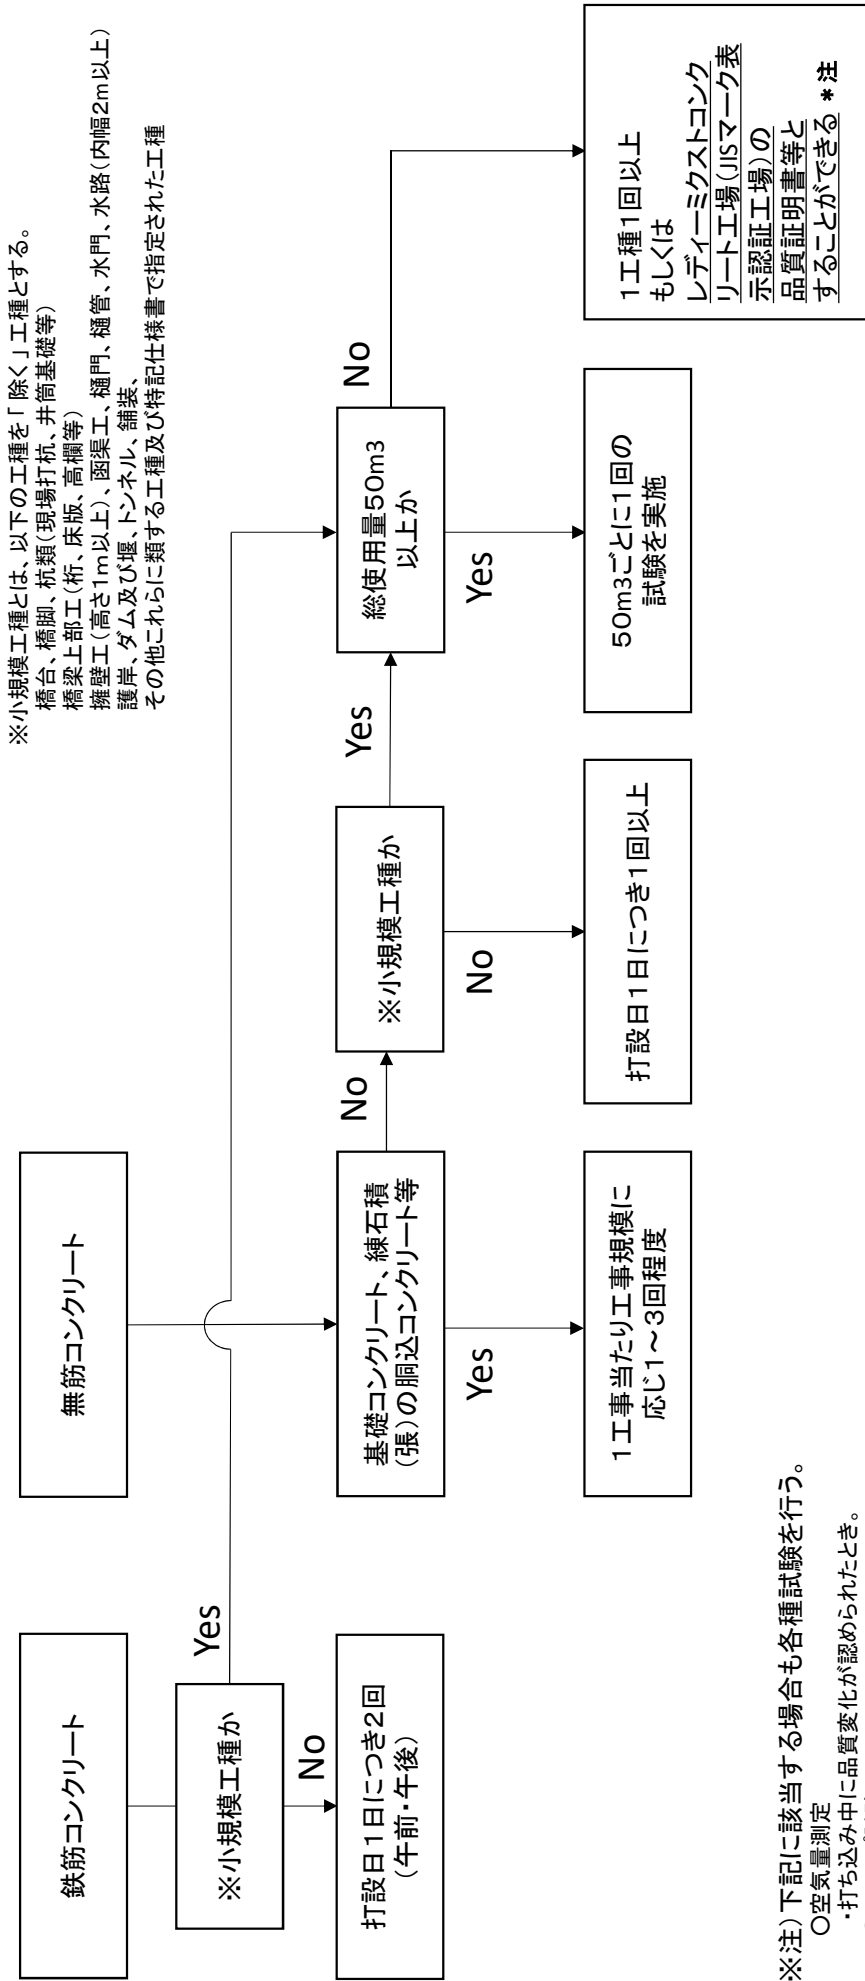 ※小規模工種とは、以下の工種を「除く」工種とする。
橋台、橋脚、杭類(現場打杭、井筒基礎等)
橋梁上部工(桁、床版、高欄等)
擁壁工(高さ1m以上)、函渠工、樋門、樋管、水門、水路(内幅2m以上)
護岸、ダム及び堰、トンネル、舗装、
その他これらに類する工種及び特記仕様書で指定された工種
鉄筋コンクリート
無筋コンクリート
※小規模工種か
Yes
No
打設日1日につき2回
(午前・午後)
基礎コンクリート、練石積
(張)の胴込コンクリート等
No
Yes
1工事当たり工事規模に
応じ1~3回程度
※小規模工種か
Yes
No
打設日1日につき1回以上
総使用量50m3
以上か
No
Yes
50m3ごとに1回の
試験を実施
1工種1回以上
もしくは
レディーミクストコンク
リート工場(JISマーク表
示認証工場)の
品質証明書等と
することができる *注
※注)下記に該当する場合も各種試験を行う。
○空気量測定
・打ち込み中に品質変化が認められたとき。